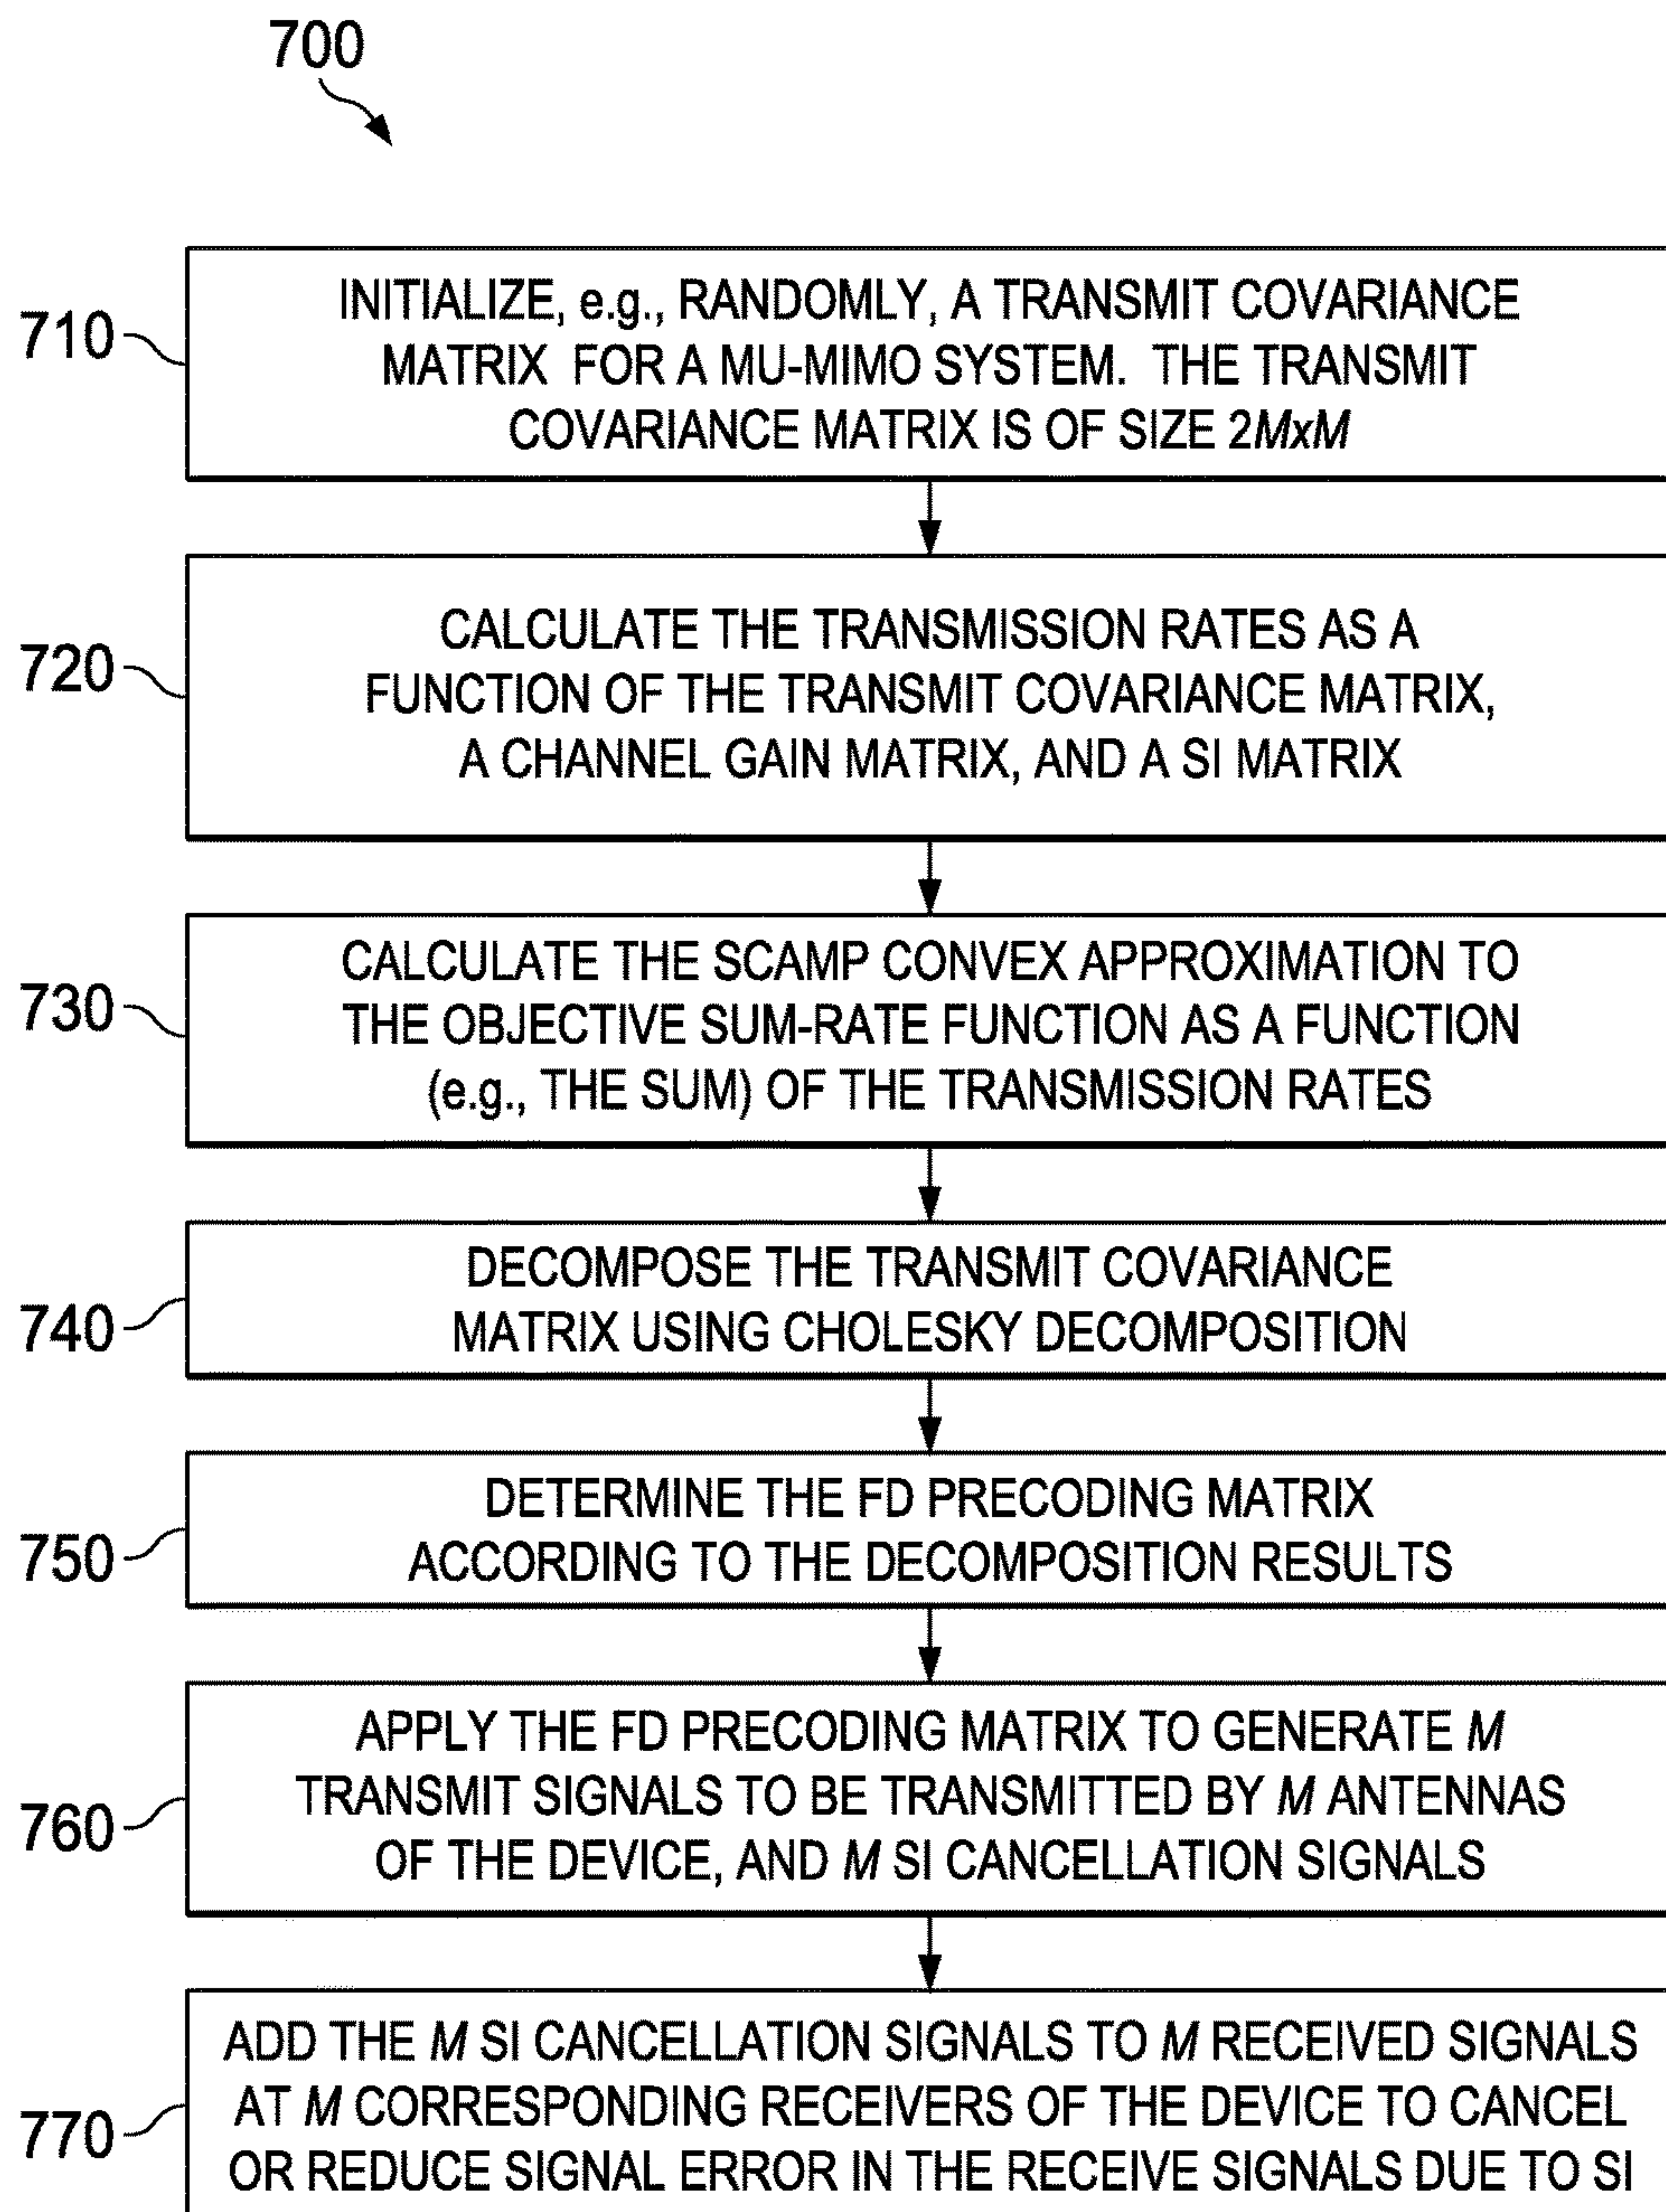 700
710
INITIALIZE, e.g., RANDOMLY, A TRANSMIT COVARIANCE
MATRIX FOR A MU-MIMO SYSTEM. THE TRANSMIT
COVARIANCE MATRIX IS OF SIZE 2MxM
720
CALCULATE THE TRANSMISSION RATES AS A
FUNCTION OF THE TRANSMIT COVARIANCE MATRIX,
A CHANNEL GAIN MATRIX, AND A SI MATRIX
730
CALCULATE THE SCAMP CONVEX APPROXIMATION TO
THE OBJECTIVE SUM-RATE FUNCTION AS A FUNCTION
(e.g., THE SUM) OF THE TRANSMISSION RATES
740
DECOMPOSE THE TRANSMIT COVARIANCE
MATRIX USING CHOLESKY DECOMPOSITION
750
DETERMINE THE FD PRECODING MATRIX
ACCORDING TO THE DECOMPOSITION RESULTS
760
APPLY THE FD PRECODING MATRIX TO GENERATE M
TRANSMIT SIGNALS TO BE TRANSMITTED BY M ANTENNAS
OF THE DEVICE, AND M SI CANCELLATION SIGNALS
770
ADD THE M SI CANCELLATION SIGNALS TO M RECEIVED SIGNALS
AT M CORRESPONDING RECEIVERS OF THE DEVICE TO CANCEL
OR REDUCE SIGNAL ERROR IN THE RECEIVE SIGNALS DUE TO SI